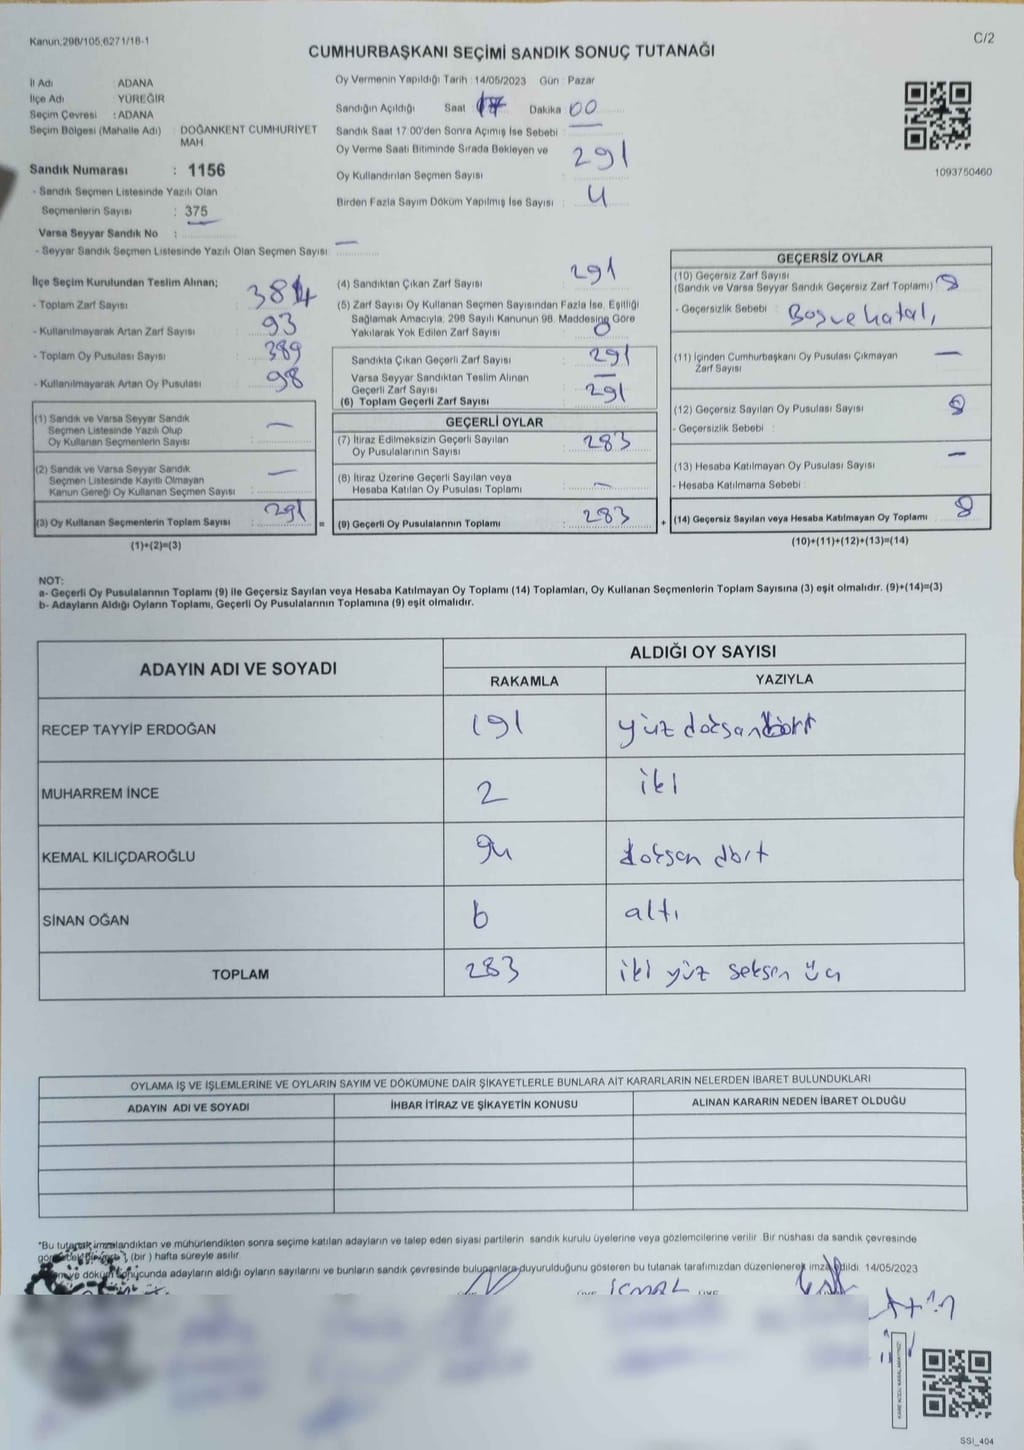 Kanun:298/105,6271/16-1
C/2
CUMHURBAŞKANI SEÇİMİ SANDIK SONUÇ TUTANAĞI
İl Adı : ADANA
İlçe Adı : YÜREĞİR
Seçim Çevresi : ADANA
Seçim Bölgesi (Mahalle Adı) : DOĞANKENT CUMHURİYET MAH.
Sandık Numarası : 1156
- Sandık Seçmen Listesinde Yazılı Olan
Seçmenlerin Sayısı : 375
Varsa Seyyar Sandık No :
- Seyyar Sandık Seçmen Listesinde Yazılı Olan Seçmen Sayısı : —
Oy Vermenin Yapıldığı Tarih : 14/05/2023 Gün : Pazar
Sandığın Açıldığı Saat : 17 Dakika : 00
Sandık Saat 17:00'den Sonra Açımış İse Sebebi : —
Oy Verme Saati Bitiminde Sırada Bekleyen ve
Oy Kullandırılan Seçmen Sayısı : 291
Birden Fazla Sayım Döküm Yapılmış İse Sayısı : 4
1093750460
İlçe Seçim Kurulundan Teslim Alınan;
- Toplam Zarf Sayısı : 384
- Kullanılmayarak Artan Zarf Sayısı : 93
- Toplam Oy Pusulası Sayısı : 389
- Kullanılmayarak Artan Oy Pusulası : 98
(1) Sandık ve Varsa Seyyar Sandık
Seçmen Listesinde Yazılı Olup
Oy Kullanan Seçmenlerin Sayısı : —
(2) Sandık ve Varsa Seyyar Sandık
Seçmen Listesinde Kayıtlı Olmayan
Kanun Gereği Oy Kullanan Seçmen Sayısı : —
(3) Oy Kullanan Seçmenlerin Toplam Sayısı : 291 =
(1)+(2)=(3)
(4) Sandıktan Çıkan Zarf Sayısı : 291
(5) Zarf Sayısı Oy Kullanan Seçmen Sayısından Fazla İse, Eşitliği
Sağlamak Amacıyla, 298 Sayılı Kanunun 98. Maddesine Göre
Yakılarak Yok Edilen Zarf Sayısı : 0
Sandıkta Çıkan Geçerli Zarf Sayısı : 291
Varsa Seyyar Sandıktan Teslim Alınan
Geçerli Zarf Sayısı : —
(6) Toplam Geçerli Zarf Sayısı : 291
GEÇERLİ OYLAR
(7) İtiraz Edilmeksizin Geçerli Sayılan
Oy Pusulalarının Sayısı : 283
(8) İtiraz Üzerine Geçerli Sayılan veya
Hesaba Katılan Oy Pusulası Toplamı : —
(9) Geçerli Oy Pusulalarının Toplamı : 283 +
GEÇERSİZ OYLAR
(10) Geçersiz Zarf Sayısı
(Sandık ve Varsa Seyyar Sandık Geçersiz Zarf Toplamı) : 8
- Geçersizlik Sebebi : Boş ve hatal,
(11) İçinden Cumhurbaşkanı Oy Pusulası Çıkmayan
Zarf Sayısı : —
(12) Geçersiz Sayılan Oy Pusulası Sayısı : 8
- Geçersizlik Sebebi :
(13) Hesaba Katılmayan Oy Pusulası Sayısı : —
- Hesaba Katılmama Sebebi :
(14) Geçersiz Sayılan veya Hesaba Katılmayan Oy Toplamı : 8
(10)+(11)+(12)+(13)=(14)
NOT:
a- Geçerli Oy Pusulalarının Toplamı (9) ile Geçersiz Sayılan veya Hesaba Katılmayan Oy Toplamı (14) Toplamları, Oy Kullanan Seçmenlerin Toplam Sayısına (3) eşit olmalıdır. (9)+(14)=(3)
b- Adayların Aldığı Oyların Toplamı, Geçerli Oy Pusulalarının Toplamına (9) eşit olmalıdır.
ADAYIN ADI VE SOYADI
ALDIĞI OY SAYISI
RAKAMLA YAZIYLA
RECEP TAYYİP ERDOĞAN 191 yüz doksan
MUHARREM İNCE 2 iki
KEMAL KILIÇDAROĞLU 94 doksan dört
SİNAN OĞAN 6 altı
TOPLAM 283 iki yüz seksen üç
OYLAMA İŞ VE İŞLEMLERİNE VE OYLARIN SAYIM VE DÖKÜMÜNE DAİR ŞİKAYETLERLE BUNLARA AİT KARARLARIN NELERDEN İBARET BULUNDUKLARI
ADAYIN ADI VE SOYADI İHBAR İTİRAZ VE ŞİKAYETİN KONUSU ALINAN KARARIN NEDEN İBARET OLDUĞU
"Bu tutanak imzalandıktan ve mühürlendikten sonra seçime katılan adayların ve talep eden siyasi partilerin sandık kurulu üyelerine veya gözlemcilerine verilir. Bir nüshası da sandık çevresinde
(bir) hafta süreyle asılır.
ve döküm sonucunda adayların aldığı oyların sayılarını ve bunların sandık çevresinde bulunanlara duyurulduğunu gösteren bu tutanak tarafımızdan düzenlenerek imzalandı. 14/05/2023
SSI_404